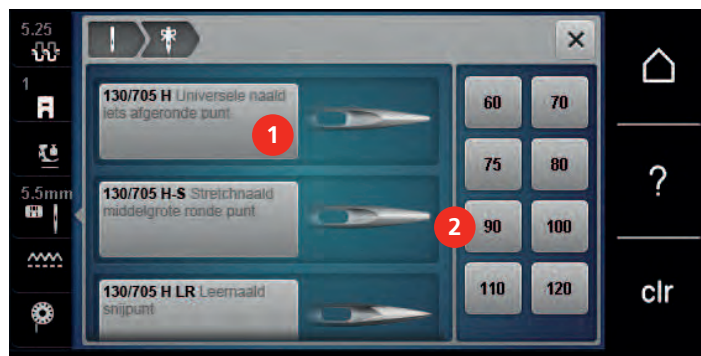 5.25
1
5.5mm
130/705 H Universele naald
iets afgeronde punt
1
130/705 H-S Stretchnaald
middelgrote ronde punt
130/705 H LR Leernaald
snijpunt
60 70
75 80
2
90 100
110 120
?
clr